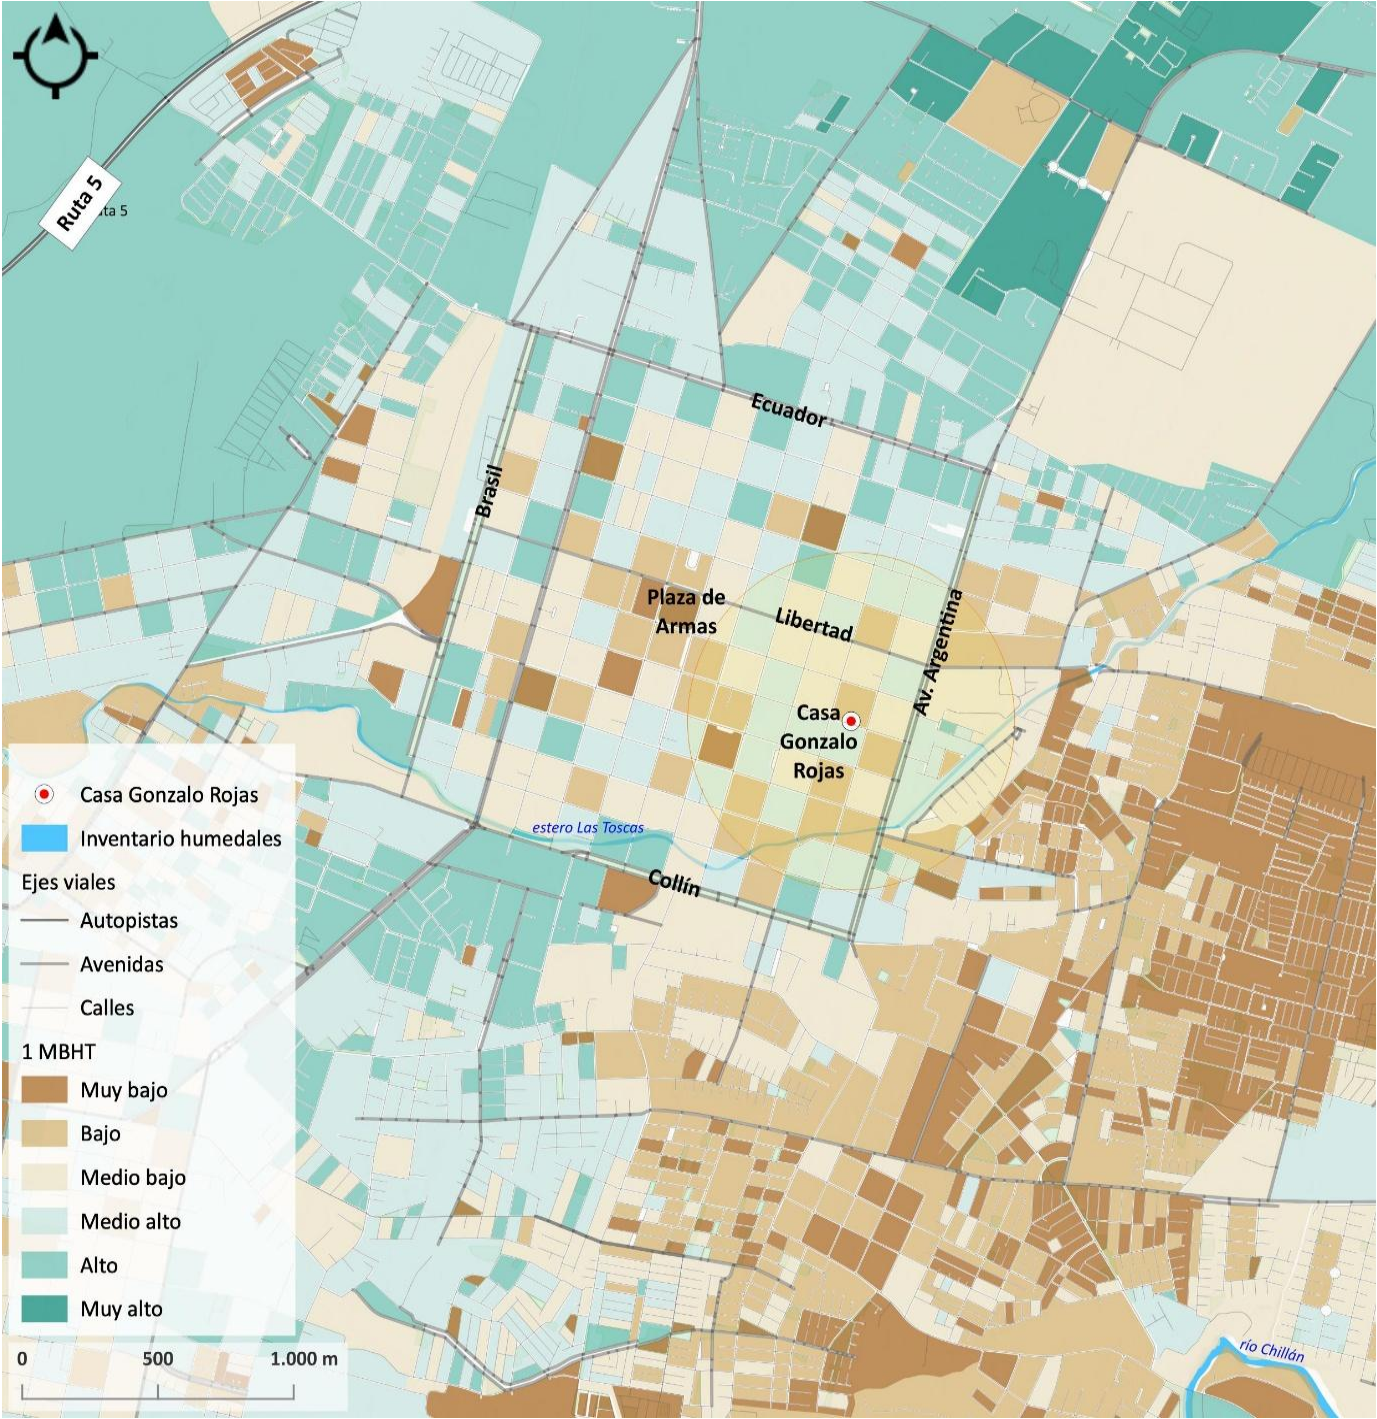 Ruta 5
ta 5
Ecuador
Brasil
Plaza de
Armas
Libertad
Av. Argentina
Casa
Gonzalo
Rojas
estero Las Toscas
Collín
río Chillán
Casa Gonzalo Rojas
Inventario humedales
Ejes viales
Autopistas
Avenidas
Calles
1 MBHT
Muy bajo
Bajo
Medio bajo
Medio alto
Alto
Muy alto
0 500 1.000 m